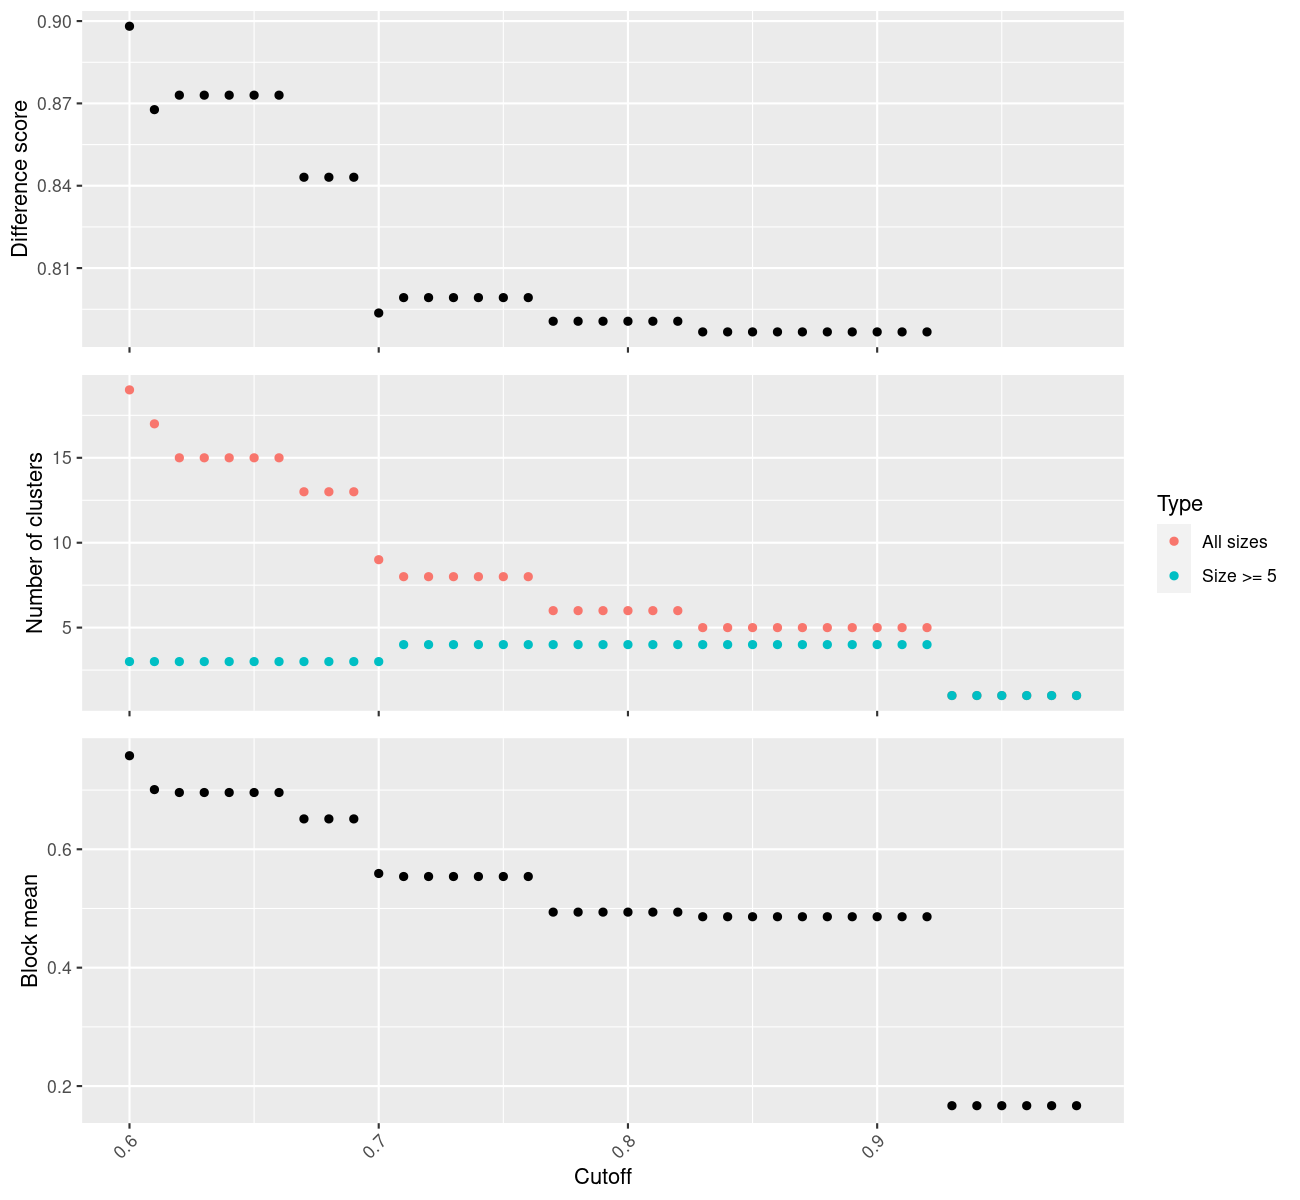 0.90
0.87
0.84
0.81
Difference score
15
10
5
Number of clusters
Type
All sizes
Size >= 5
0.6
0.4
0.2
Block mean
0.6
0.7
0.8
0.9
Cutoff